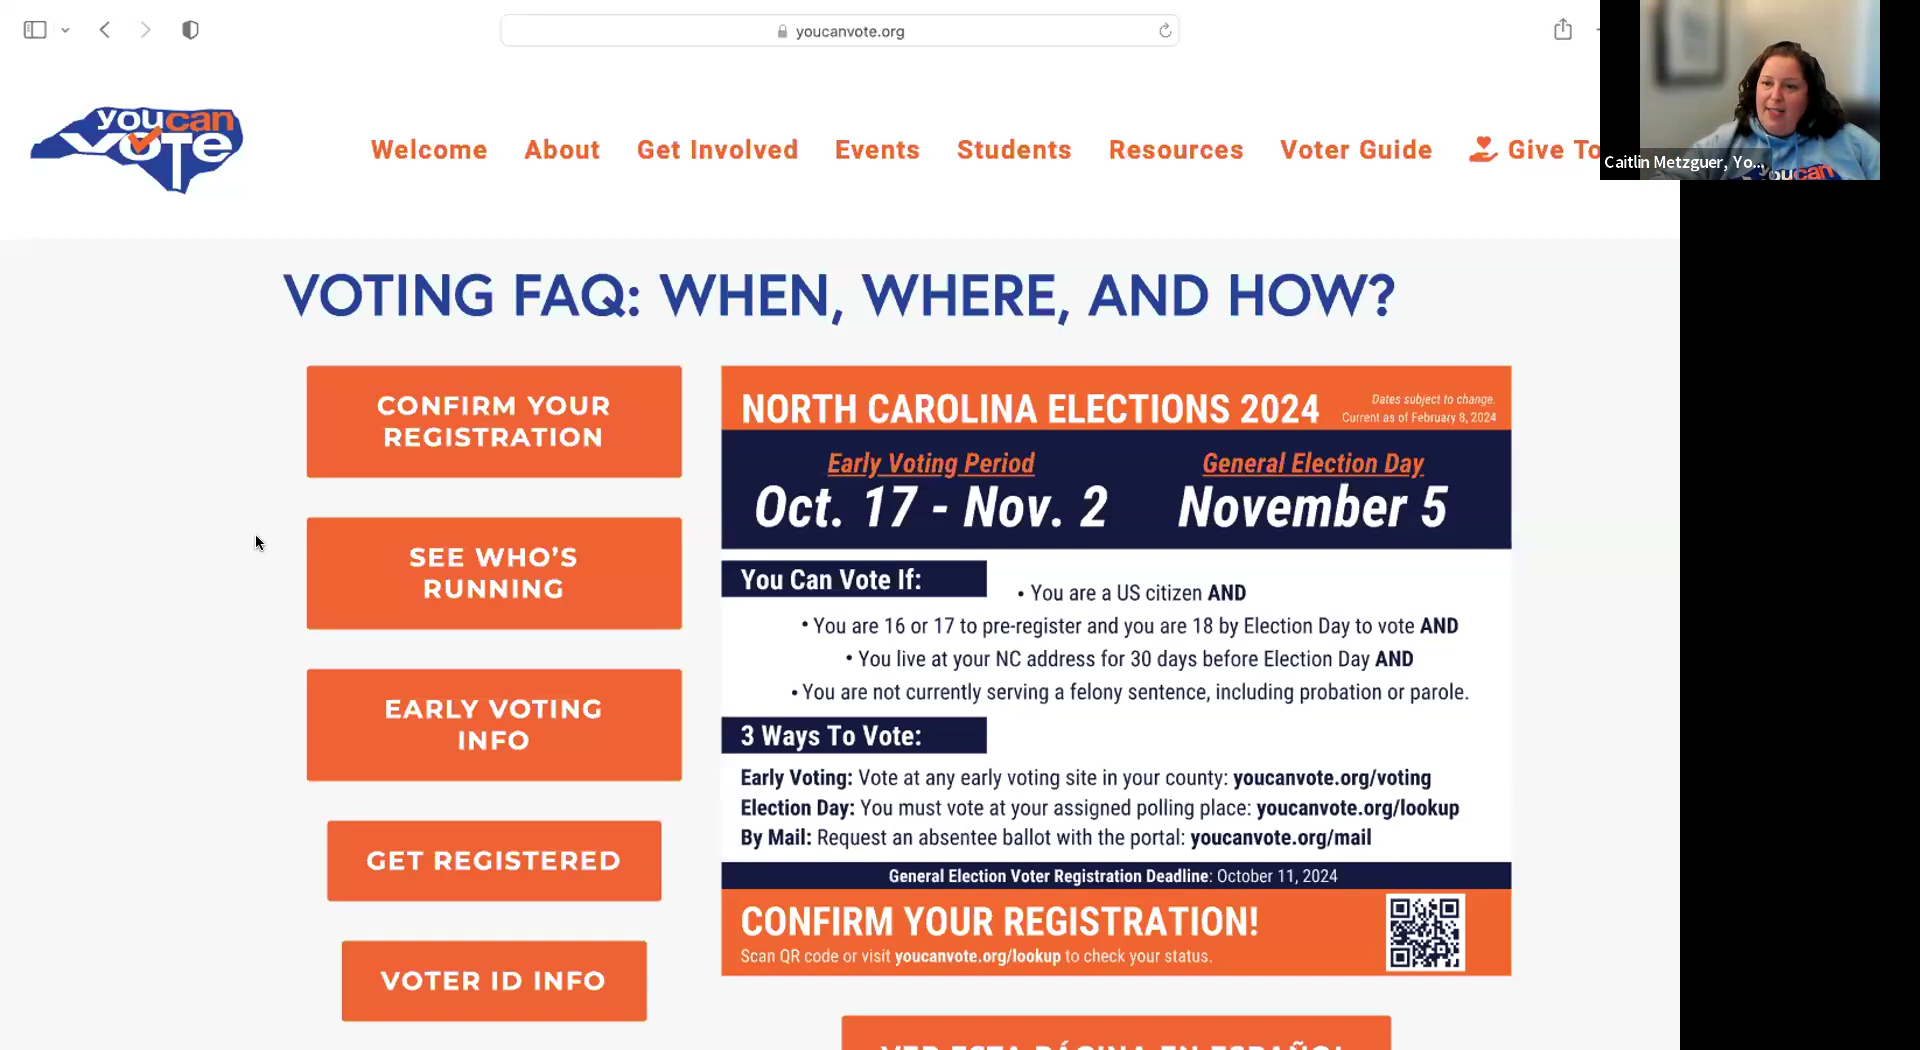 youcanvote.org
youcan
VOTE
Welcome About Get Involved Events Students Resources Voter Guide Give To
Caitlin Metzguer, Yo...
youcan
VOTING FAQ: WHEN, WHERE, AND HOW?
CONFIRM YOUR
REGISTRATION
SEE WHO'S
RUNNING
EARLY VOTING
INFO
GET REGISTERED
VOTER ID INFO
NORTH CAROLINA ELECTIONS 2024
Dates subject to change.
Current as of February 8, 2024
Early Voting Period
Oct. 17 - Nov. 2
General Election Day
November 5
You Can Vote If:
• You are a US citizen AND
• You are 16 or 17 to pre-register and you are 18 by Election Day to vote AND
• You live at your NC address for 30 days before Election Day AND
• You are not currently serving a felony sentence, including probation or parole.
3 Ways To Vote:
Early Voting: Vote at any early voting site in your county: youcanvote.org/voting
Election Day: You must vote at your assigned polling place: youcanvote.org/lookup
By Mail: Request an absentee ballot with the portal: youcanvote.org/mail
General Election Voter Registration Deadline: October 11, 2024
CONFIRM YOUR REGISTRATION!
Scan QR code or visit youcanvote.org/lookup to check your status.
VER ESTA PÁGINA EN ESPAÑOL